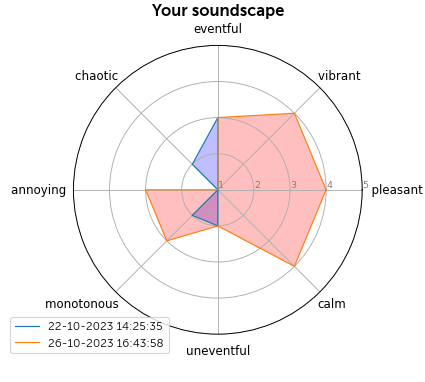 Your soundscape
eventful
chaotic
vibrant
annoying
1
2
3
4
5
pleasant
monotonous
calm
uneventful
22-10-2023 14:25:35
26-10-2023 16:43:58